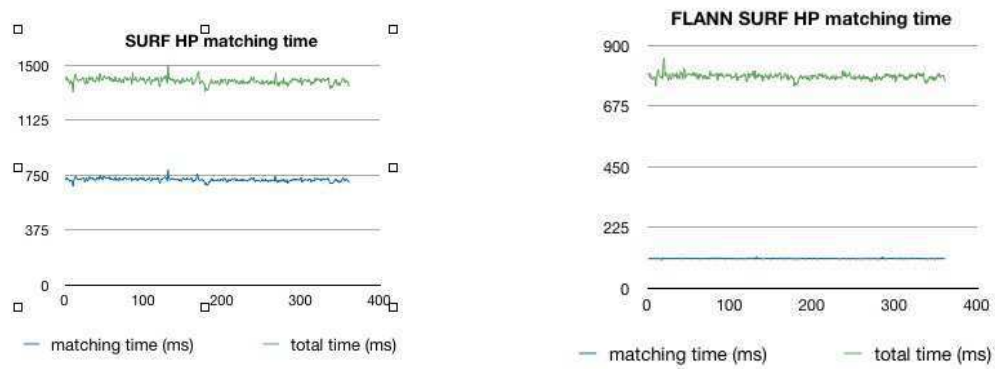 SURF HP matching time
1500
1125
750
375
0
0 100 200 300 400
matching time (ms) total time (ms)
FLANN SURF HP matching time
900
675
450
225
0
0 100 200 300 400
matching time (ms) total time (ms)